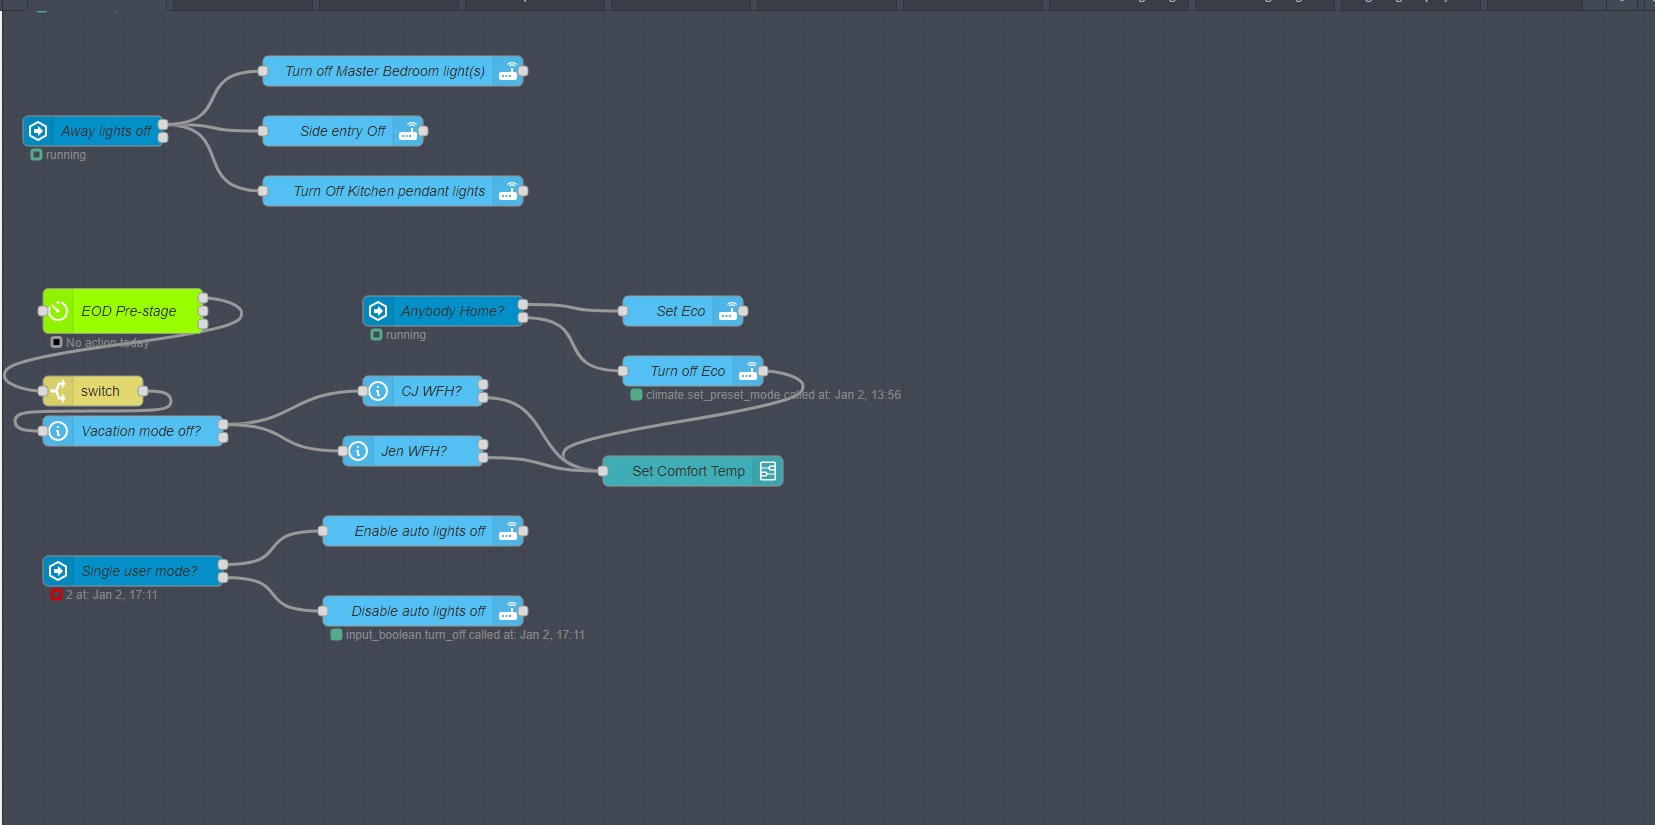 Turn off Master Bedroom light(s)
Away lights off
Side entry Off
running
Turn Off Kitchen pendant lights
EOD Pre-stage
No action today
Anybody Home?
running
Set Eco
Turn off Eco
climate.set_preset_mode called at: Jan 2, 13:56
switch
CJ WFH?
Vacation mode off?
Jen WFH?
Set Comfort Temp
Enable auto lights off
Single user mode?
2 at: Jan 2, 17:11
Disable auto lights off
input_boolean.turn_off called at: Jan 2, 17:11